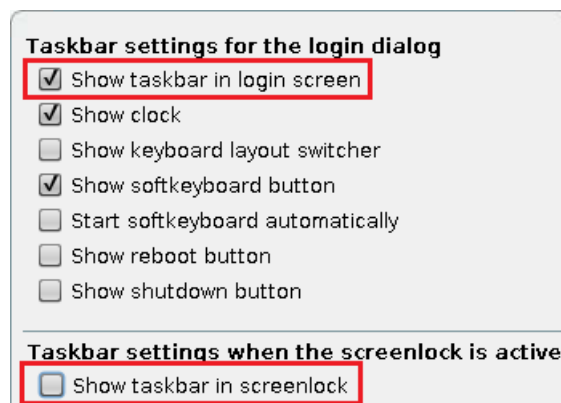 Taskbar settings for the login dialog
Show taskbar in login screen
Show clock
Show keyboard layout switcher
Show softkeyboard button
Start softkeyboard automatically
Show reboot button
Show shutdown button
Taskbar settings when the screenlock is active
Show taskbar in screenlock